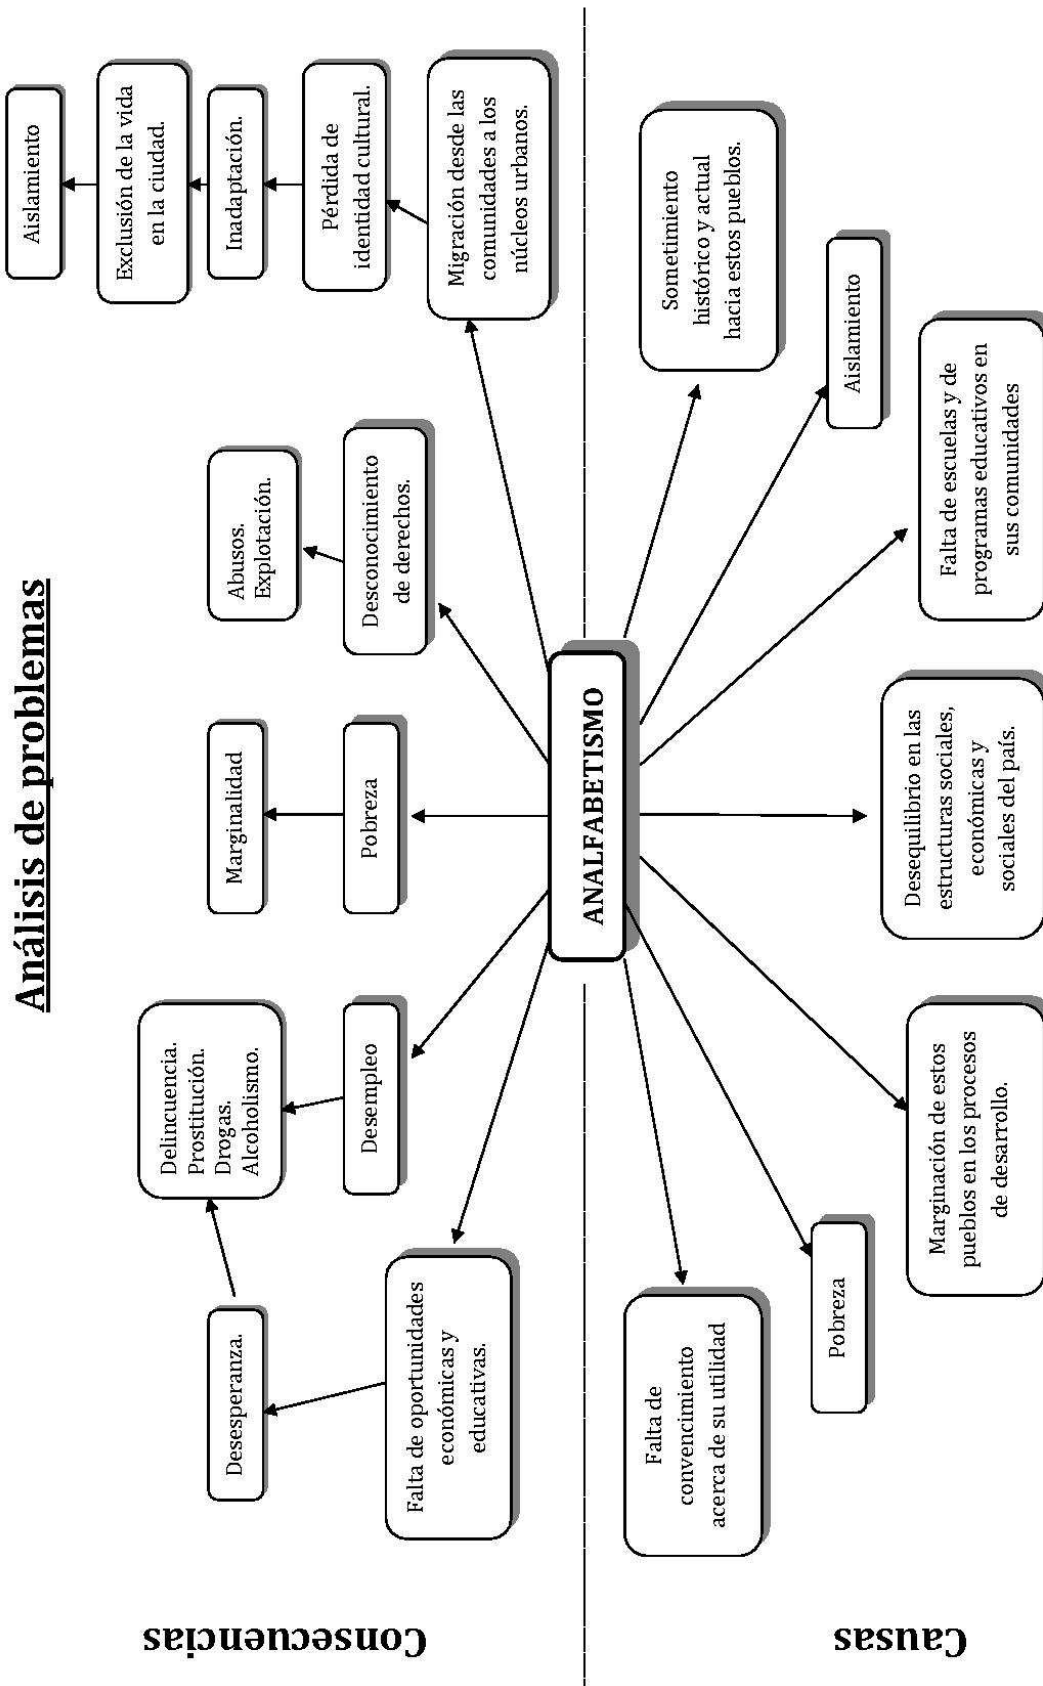 Análisis de problemas
Consecuencias
Desesperanza.
Delincuencia.
Prostitución.
Drogas.
Alcoholismo.
Falta de oportunidades
económicas y
educativas.
Desempleo
Marginalidad
Pobreza
Abusos.
Explotación.
Desconocimiento
de derechos.
Aislamiento
Exclusión de la vida
en la ciudad.
Inadaptación.
Pérdida de
identidad cultural.
Migración desde las
comunidades a los
núcleos urbanos.
ANALFABETISMO
Causas
Falta de
convencimiento
acerca de su utilidad
Pobreza
Marginación de estos
pueblos en los procesos
de desarrollo.
Desequilibrio en las
estructuras sociales,
económicas y
sociales del país.
Falta de escuelas y de
programas educativos en
sus comunidades
Aislamiento
Sometimiento
histórico y actual
hacia estos pueblos.